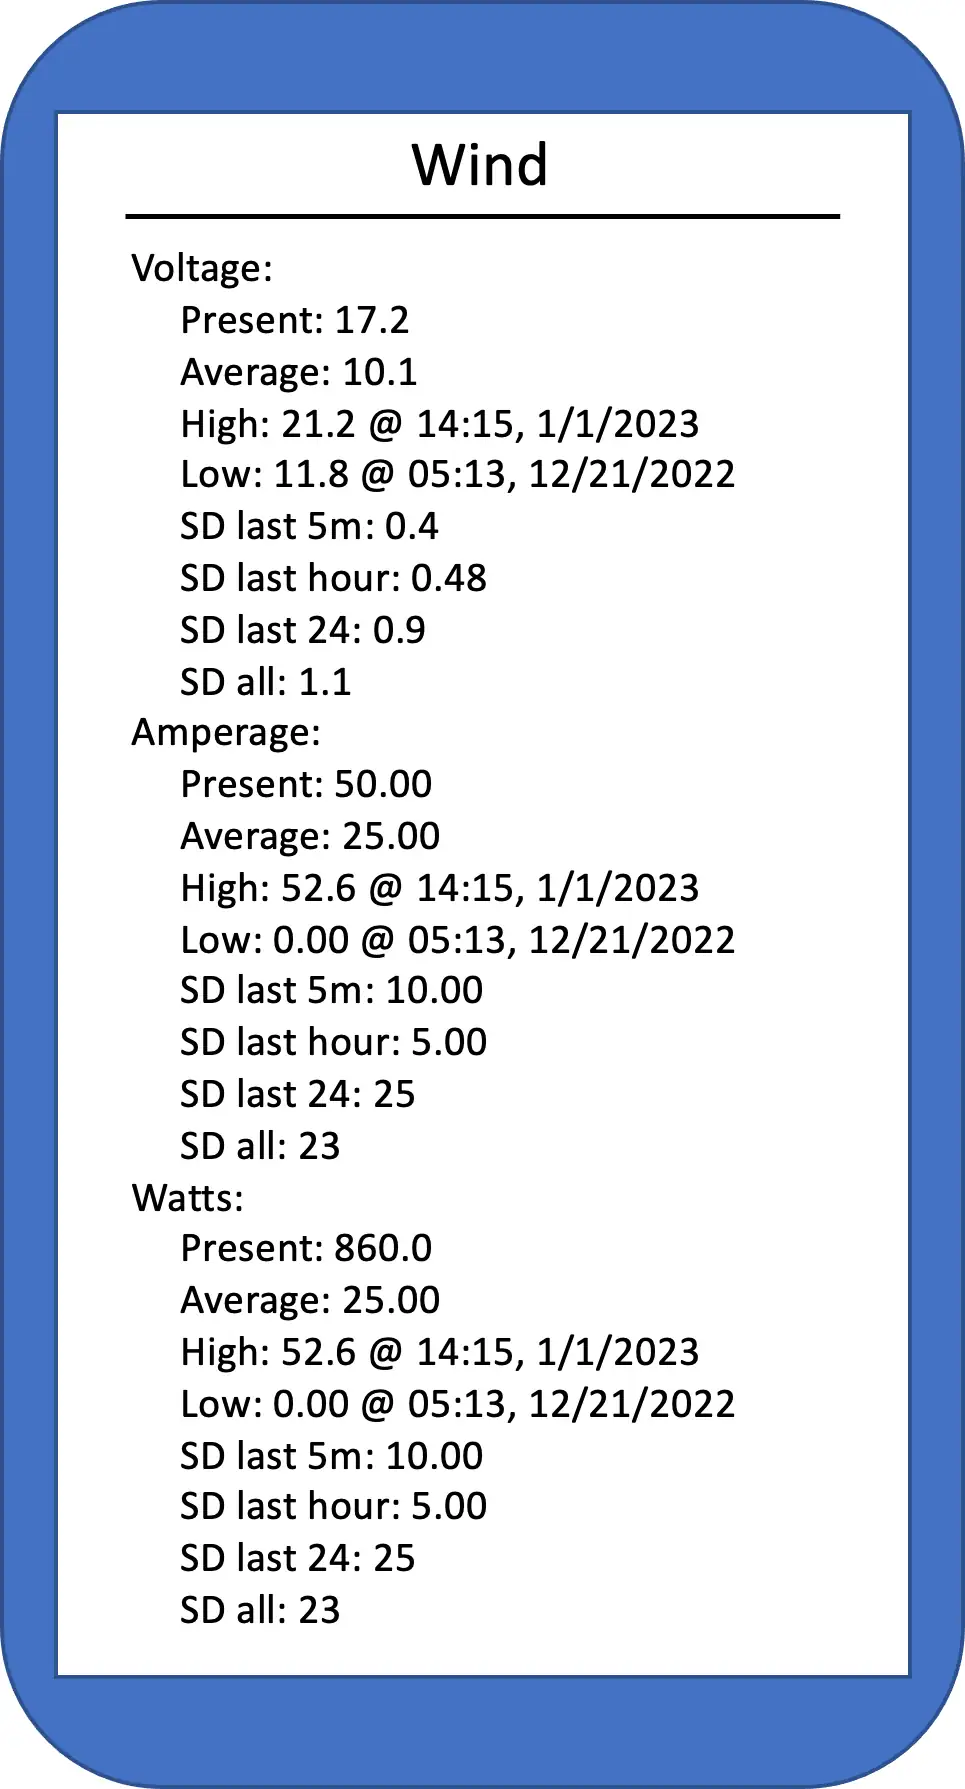 Wind
Voltage:
Present: 17.2
Average: 10.1
High: 21.2 @ 14:15, 1/1/2023
Low: 11.8 @ 05:13, 12/21/2022
SD last 5m: 0.4
SD last hour: 0.48
SD last 24: 0.9
SD all: 1.1
Amperage:
Present: 50.00
Average: 25.00
High: 52.6 @ 14:15, 1/1/2023
Low: 0.00 @ 05:13, 12/21/2022
SD last 5m: 10.00
SD last hour: 5.00
SD last 24: 25
SD all: 23
Watts:
Present: 860.0
Average: 25.00
High: 52.6 @ 14:15, 1/1/2023
Low: 0.00 @ 05:13, 12/21/2022
SD last 5m: 10.00
SD last hour: 5.00
SD last 24: 25
SD all: 23